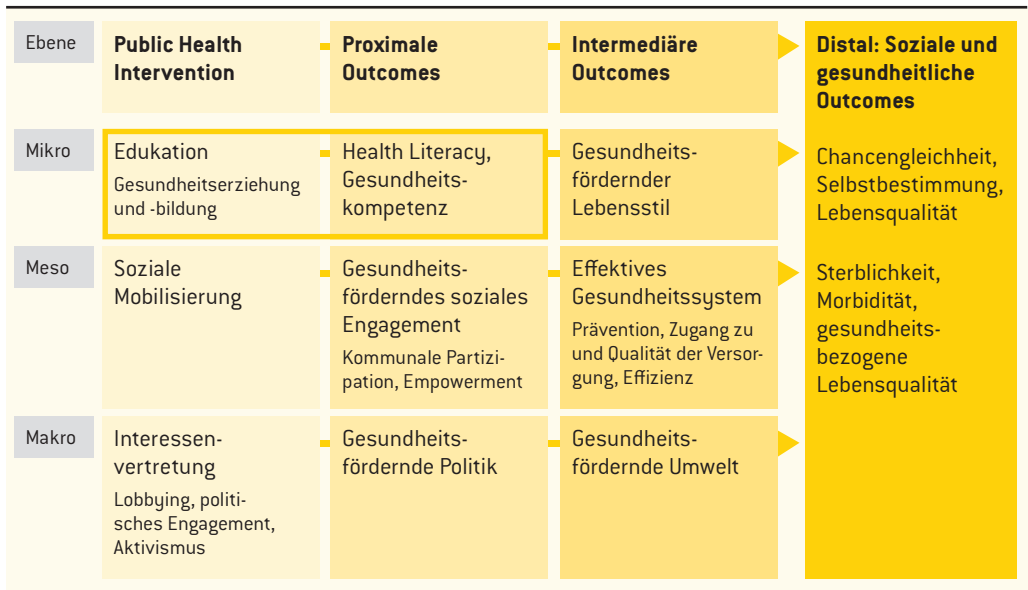 Ebene
Public Health
Intervention
Proximale
Outcomes
Intermediäre
Outcomes
Distal: Soziale und
gesundheitliche
Outcomes
Mikro
Edukation
Gesundheitserziehung
und -bildung
Health Literacy,
Gesundheits-
kompetenz
Gesundheits-
fördernder
Lebensstil
Chancengleichheit,
Selbstbestimmung,
Lebensqualität
Meso
Soziale
Mobilisierung
Gesundheits-
förderndes soziales
Engagement
Kommunale Partizi-
pation, Empowerment
Effektives
Gesundheitssystem
Prävention, Zugang zu
und Qualität der Versor-
gung, Effizienz
Sterblichkeit,
Morbidität,
gesundheits-
bezogene
Lebensqualität
Makro
Interessen-
vertretung
Lobbying, politi-
sches Engagement,
Aktivismus
Gesundheits-
fördernde Politik
Gesundheits-
fördernde Umwelt